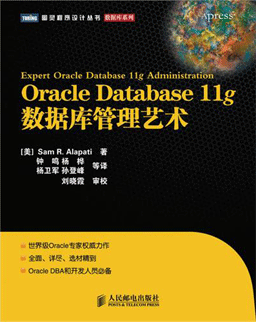 TURING
图灵程序设计丛书
数据库系列
Apress
Expert Oracle Database 11g Administration
Oracle Database 11g
数据库管理艺术
[美] Sam R. Alapati 著
钟 鸣 杨 桦
杨卫军 孙登峰 等译
刘晓霞 审校
世界级Oracle专家权威力作
全面、详尽、选材精到
Oracle DBA和开发人员必备
人民邮电出版社
POSTS & TELECOM PRESS